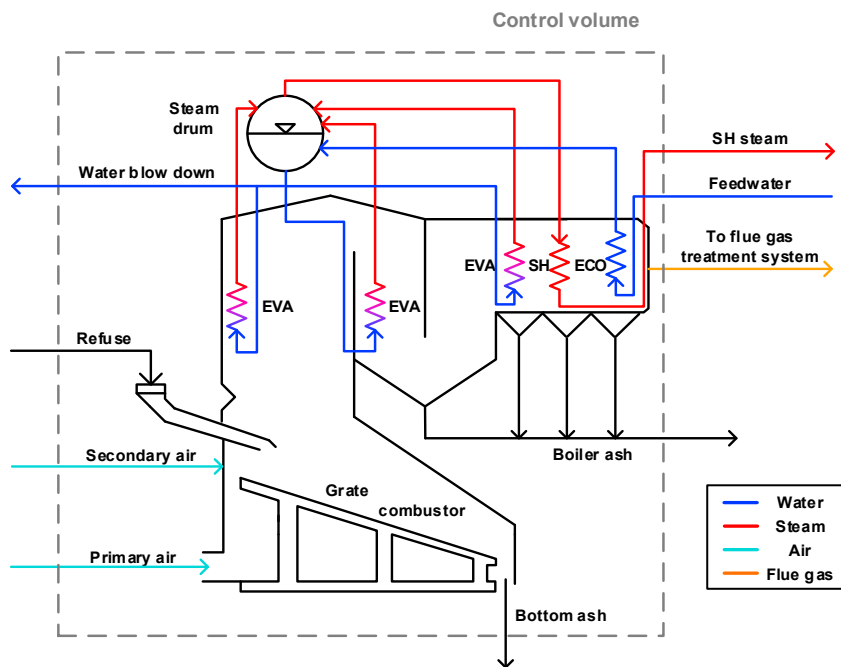 Control volume
Steam
drum
SH steam
Water blow down
Feedwater
To flue gas
treatment system
EVA
SH
ECO
EVA
EVA
Refuse
Secondary air
Boiler ash
Grate
combustor
Primary air
Bottom ash
Water
Steam
Air
Flue gas